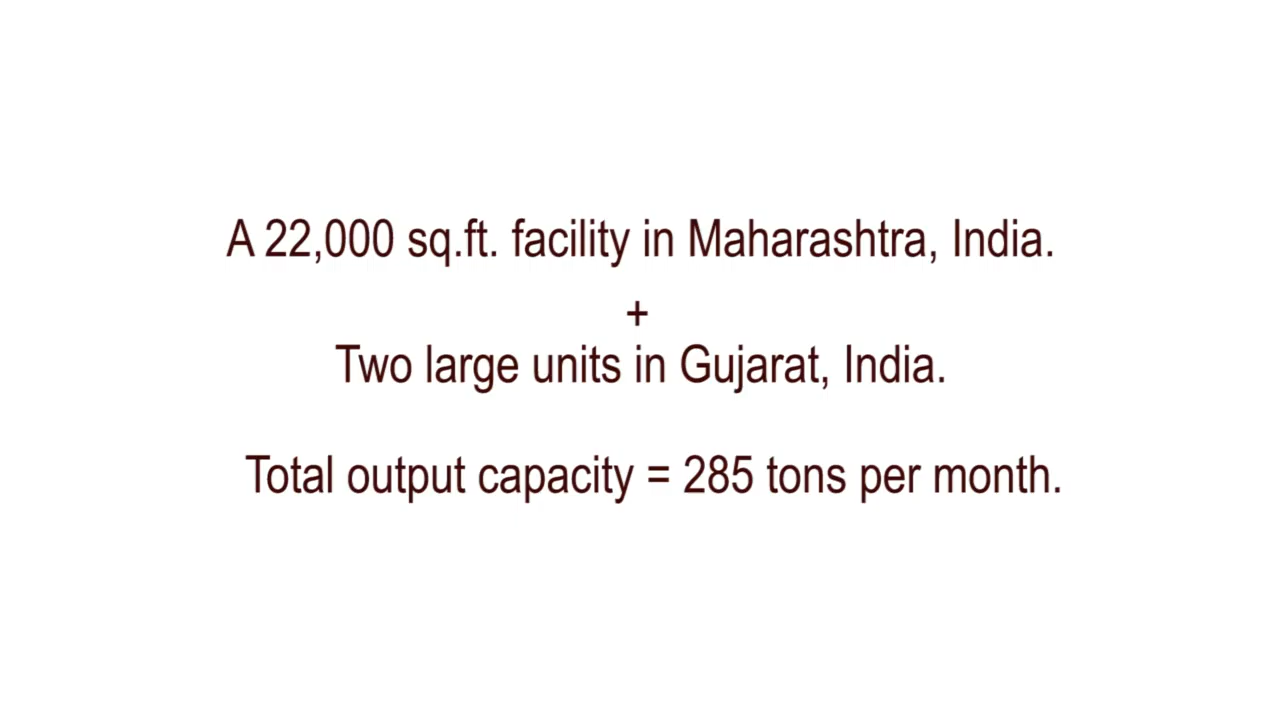 A 22,000 sq.ft. facility in Maharashtra, India.
+
Two large units in Gujarat, India.
Total output capacity = 285 tons per month.